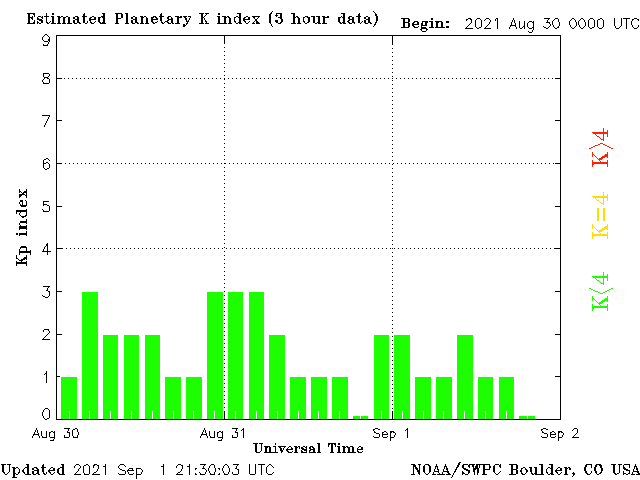 Estimated Planetary K index (3 hour data)
Begin: 2021 Aug 30 0000 UTC
9
8
7
6
5
4
3
2
1
0
Kp index
K>4
K=4
K<4
Aug 30
Aug 31
Sep 1
Sep 2
Universal Time
Updated 2021 Sep 1 21:30:03 UTC
NOAA/SWPC Boulder, CO USA